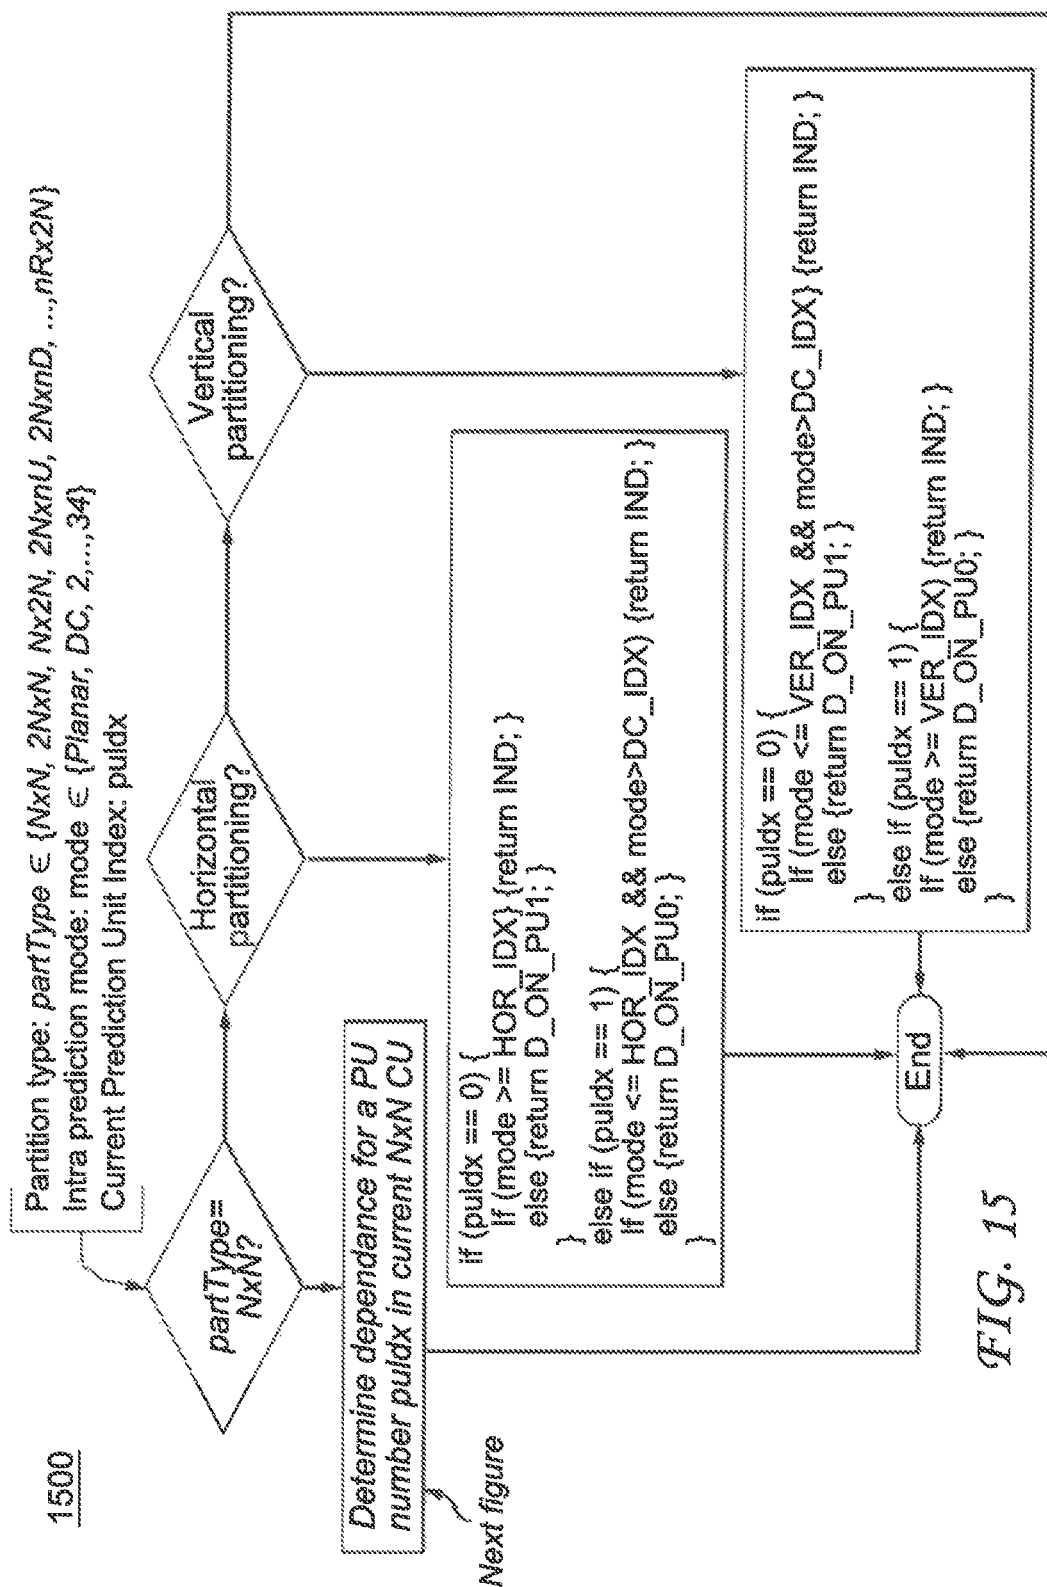 1500
Partition type: partType ∈ {NxN, 2NxN, Nx2N, 2NxnU, 2NxnD, ...,nRx2N}
Intra prediction mode: mode ∈ {Planar, DC, 2,...,34}
Current Prediction Unit Index: puIdx
partType=
NxN?
Horizontal
partitioning?
Vertical
partitioning?
Determine dependance for a PU
number puIdx in current NxN CU
Next figure
if (puIdx == 0) {
If (mode >= HOR_IDX} {return IND; }
else {return D_ON_PU1; }
}
else if (puIdx == 1) {
If (mode <= HOR_IDX && mode>DC_IDX) {return IND; }
else {return D_ON_PU0; }
}
if (puIdx == 0) {
If (mode <= VER_IDX && mode>DC_IDX} {return IND; }
else {return D_ON_PU1; }
}
else if (puIdx == 1) {
If (mode >= VER_IDX) {return IND; }
else {return D_ON_PU0; }
}
End
FIG. 15